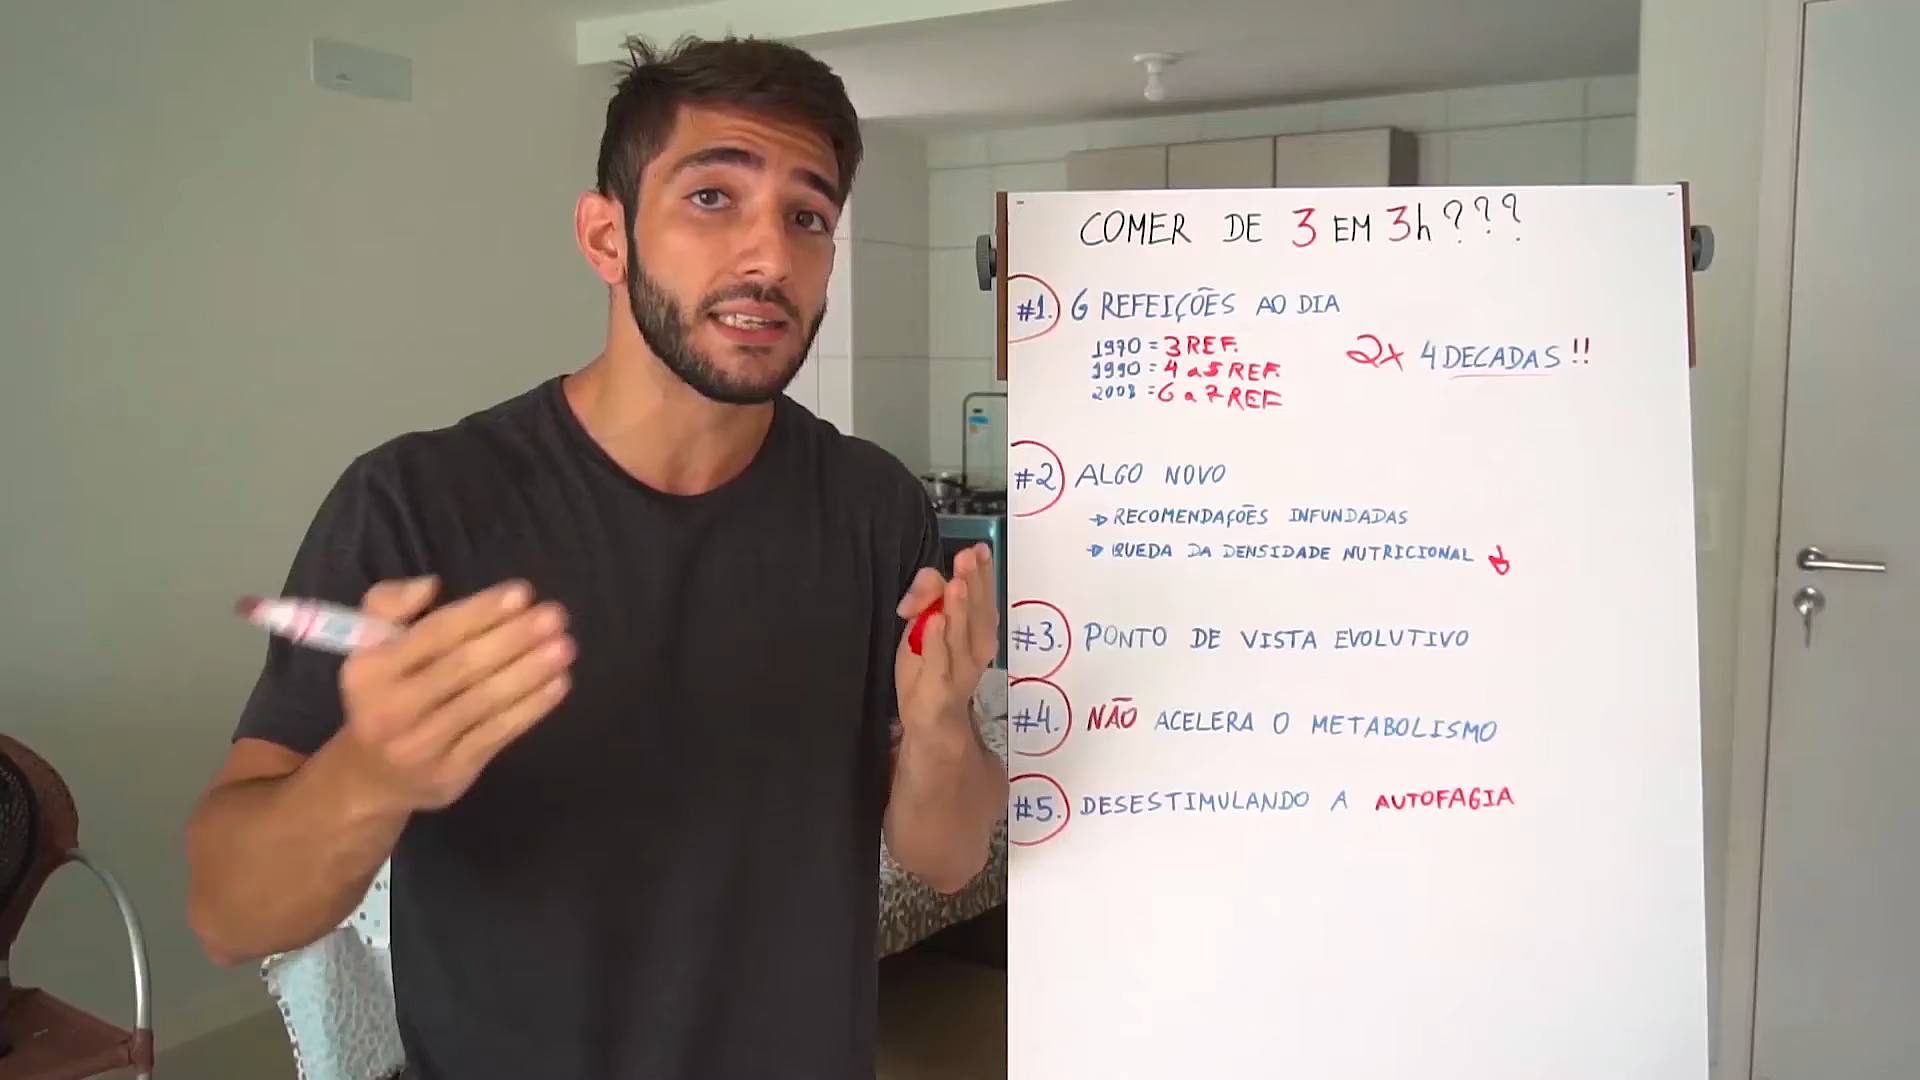 COMER DE 3 EM 3h???
#1. 6 REFEIÇÕES AO DIA
1970 = 3 REF.
1990 = 4 a 5 REF.
2008 = 6 a 7 REF
2x 4 DECADAS!!
#2 ALGO NOVO
→ RECOMENDAÇÕES INFUNDADAS
→ QUEDA DA DENSIDADE NUTRICIONAL
#3. PONTO DE VISTA EVOLUTIVO
#4. NÃO ACELERA O METABOLISMO
#5. DESESTIMULANDO A AUTOFAGIA